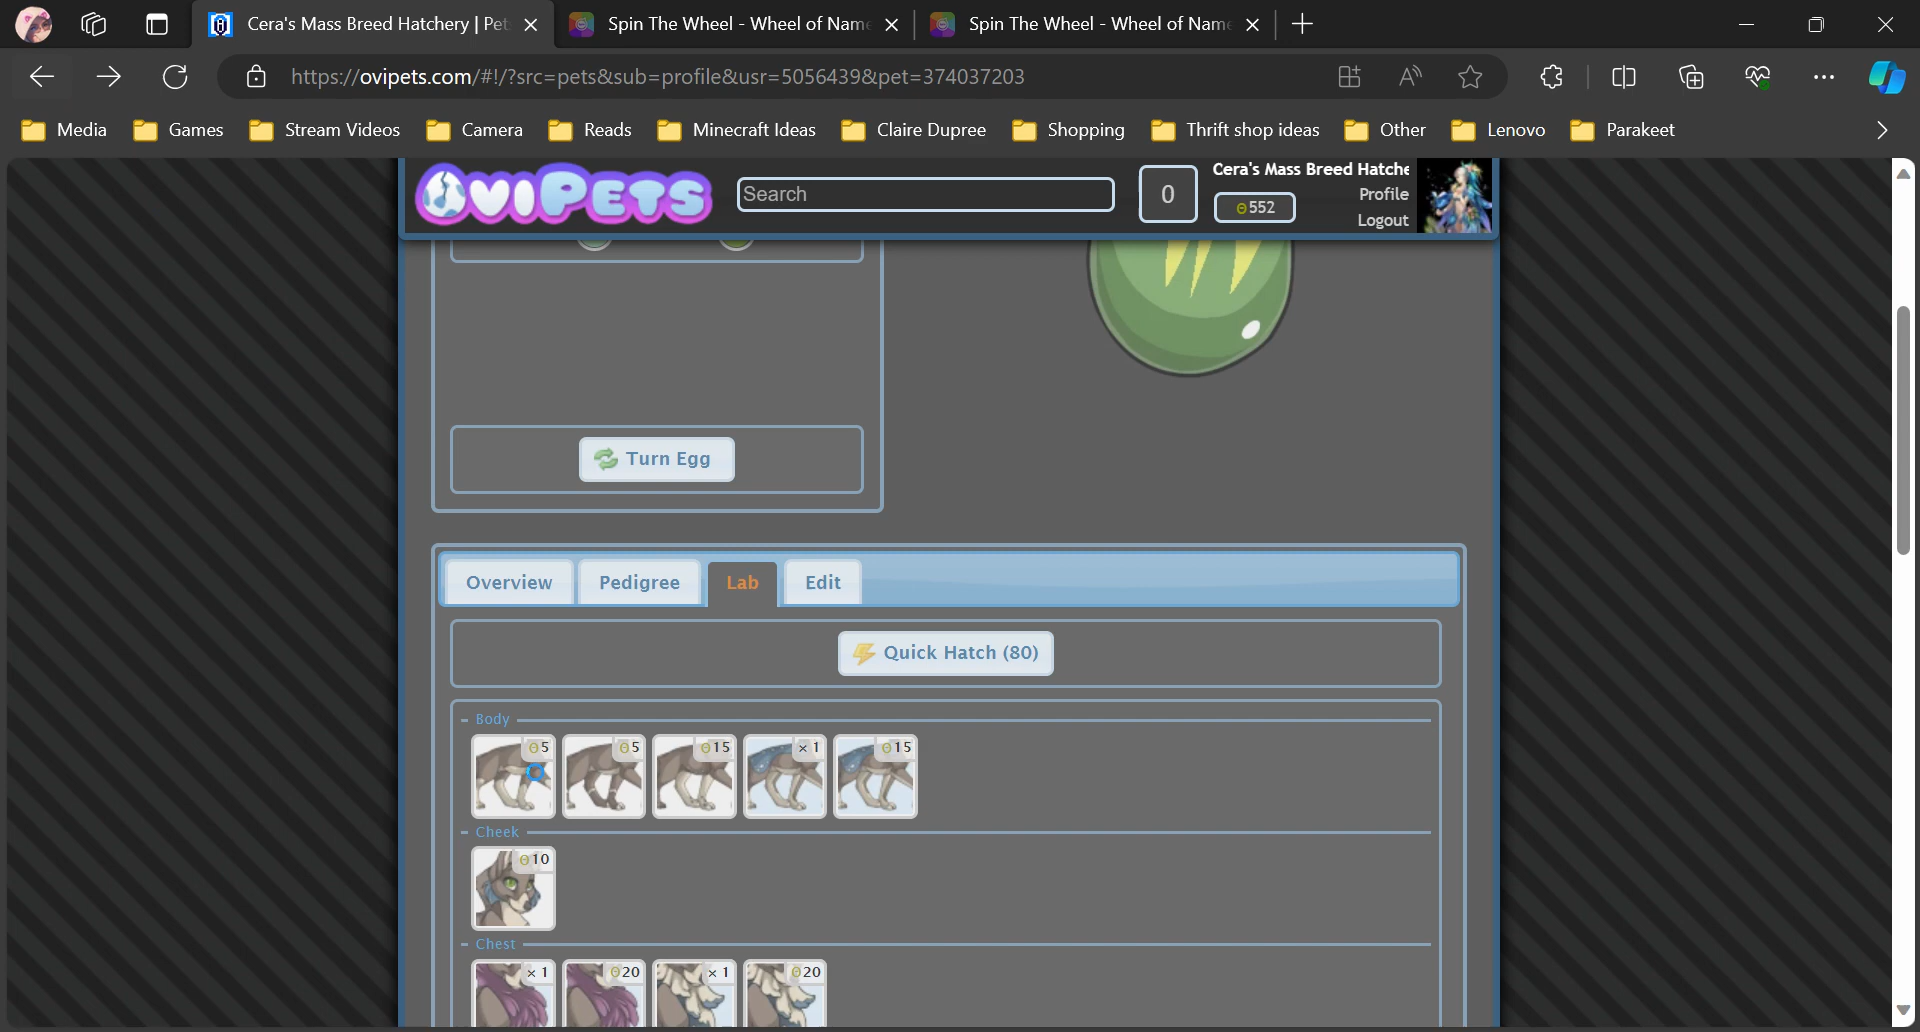 Cera's Mass Breed Hatchery | Pet
Spin The Wheel - Wheel of Name
Spin The Wheel - Wheel of Name
https://ovipets.com/#!/?src=pets&sub=profile&usr=5056439&pet=374037203
Media
Games
Stream Videos
Camera
Reads
Minecraft Ideas
Claire Dupree
Shopping
Thrift shop ideas
Other
Lenovo
Parakeet
OviPets
Search
0
Cera's Mass Breed Hatche
552
Profile
Logout
Turn Egg
Overview
Pedigree
Lab
Edit
Quick Hatch (80)
Body
5
5
15
× 1
15
Cheek
10
Chest
× 1
20
× 1
20